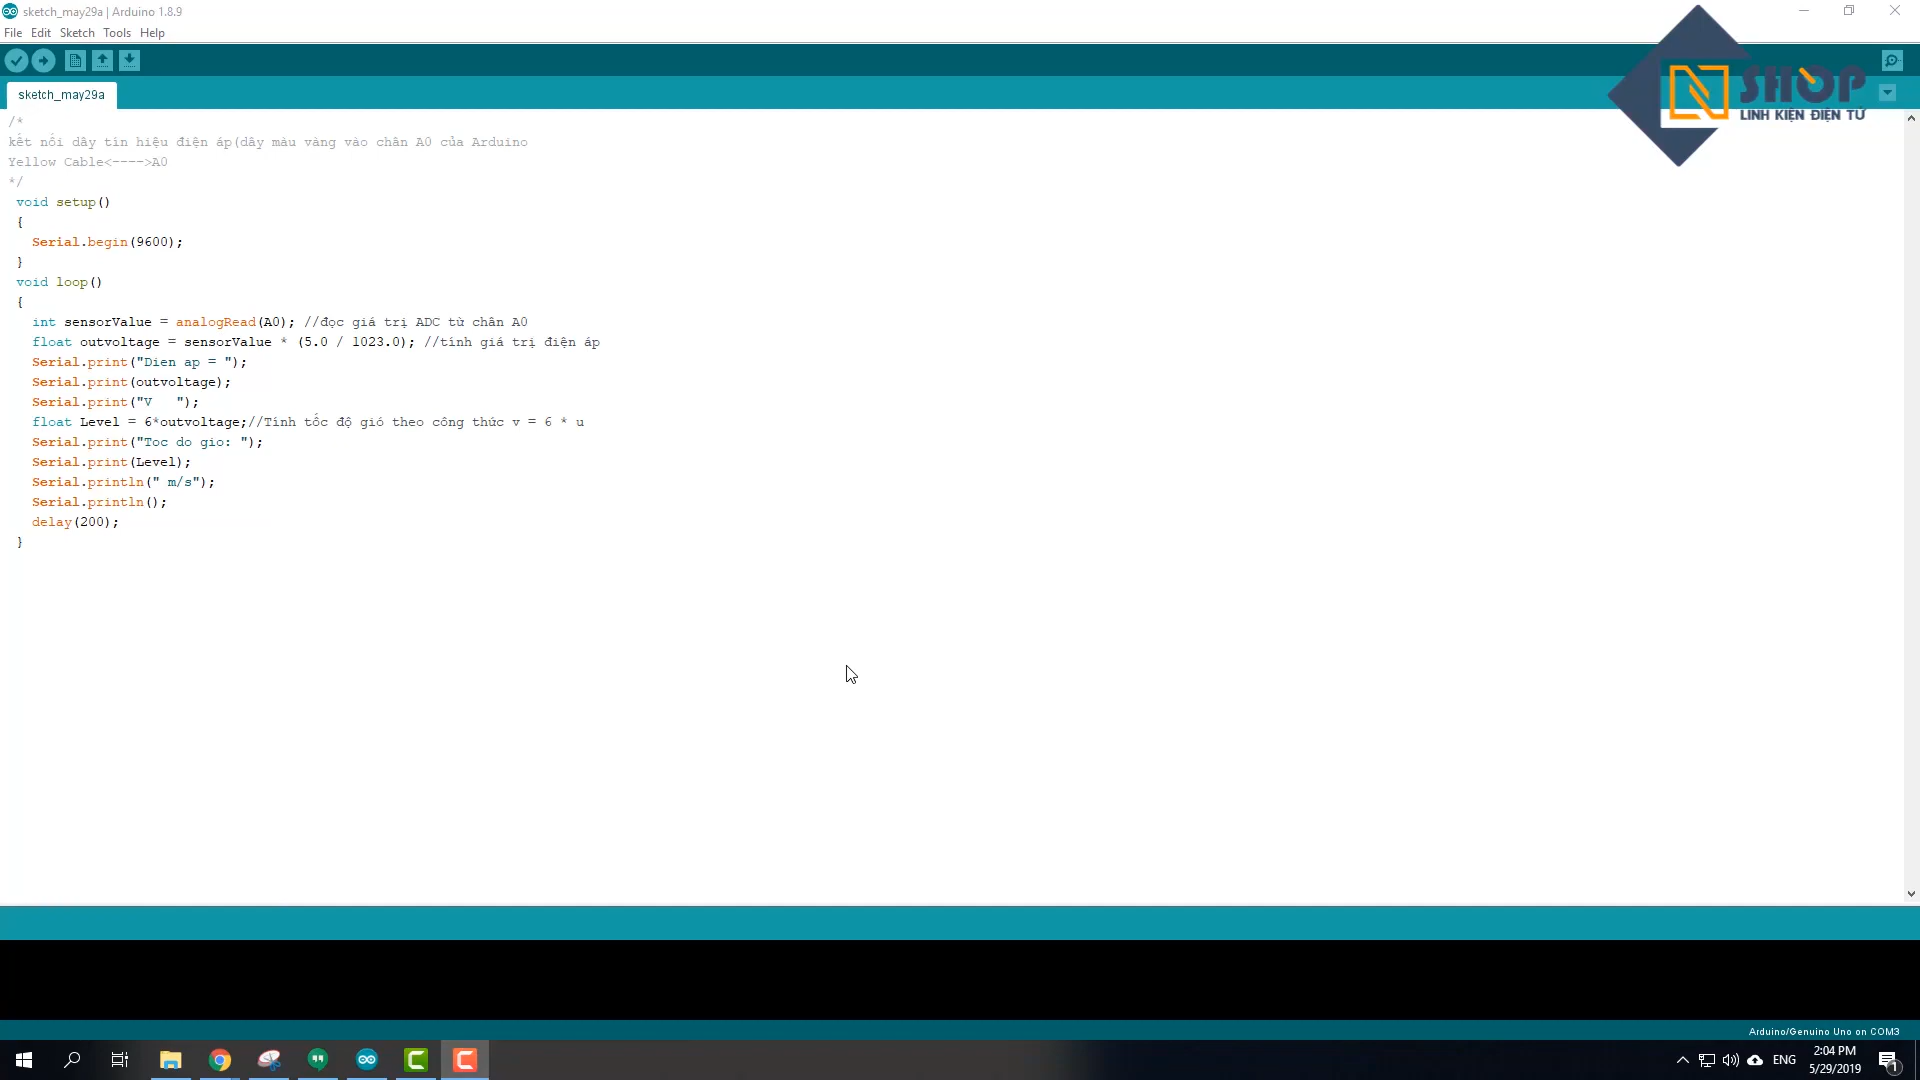 sketch_may29a | Arduino 1.8.9
File Edit Sketch Tools Help
SHOP
LINH KIỆN ĐIỆN TỬ
sketch_may29a
/*
kết nối dây tín hiệu điện áp(dây màu vàng vào chân A0 của Arduino
Yellow Cable<---->A0
*/
void setup()
{
Serial.begin(9600);
}
void loop()
{
int sensorValue = analogRead(A0); //đọc giá trị ADC từ chân A0
float outvoltage = sensorValue * (5.0 / 1023.0); //tính giá trị điện áp
Serial.print("Dien ap = ");
Serial.print(outvoltage);
Serial.print("V   ");
float Level = 6*outvoltage;//Tính tốc độ gió theo công thức v = 6 * u
Serial.print("Toc do gio: ");
Serial.print(Level);
Serial.println(" m/s");
Serial.println();
delay(200);
}
Arduino/Genuino Uno on COM3
ENG
2:04 PM
5/29/2019
1